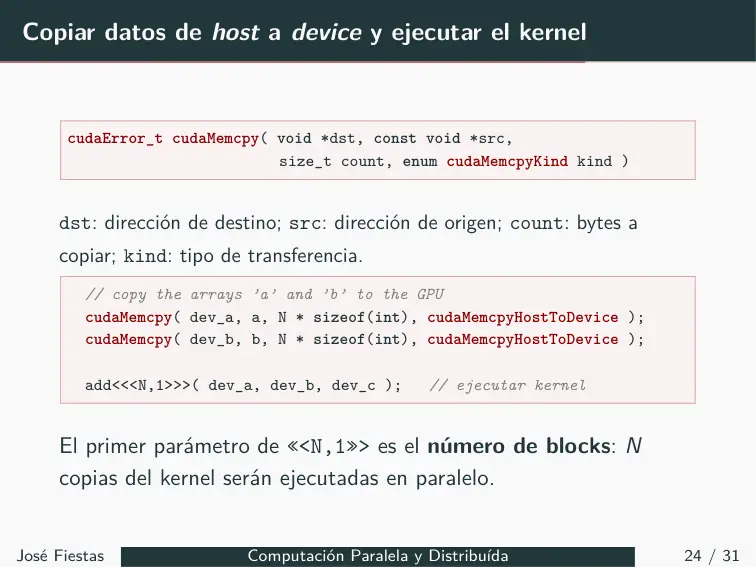 Copiar datos de host a device y ejecutar el kernel
cudaError_t cudaMemcpy( void *dst, const void *src,
size_t count, enum cudaMemcpyKind kind )
dst: dirección de destino; src: dirección de origen; count: bytes a
copiar; kind: tipo de transferencia.
// copy the arrays ’a’ and ’b’ to the GPU
cudaMemcpy( dev_a, a, N * sizeof(int), cudaMemcpyHostToDevice );
cudaMemcpy( dev_b, b, N * sizeof(int), cudaMemcpyHostToDevice );
add<<<N,1>>>( dev_a, dev_b, dev_c ); // ejecutar kernel
El primer parámetro de «<N,1»> es el número de blocks: N
copias del kernel serán ejecutadas en paralelo.
José Fiestas
Computación Paralela y Distribuída
24 / 31